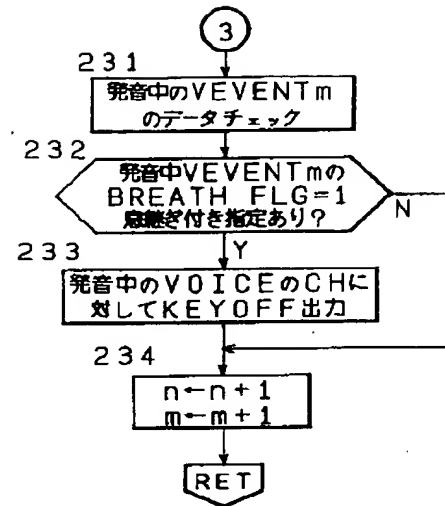 3
231
発音中のVEVENTm
のデータチェック
232
発音中VEVENTmの
BREATH FLG=1
息継ぎ付き指定あり?
N
Y
233
発音中のVOICEのCHに
対してKEYOFF出力
234
n←n+1
m←m+1
RET